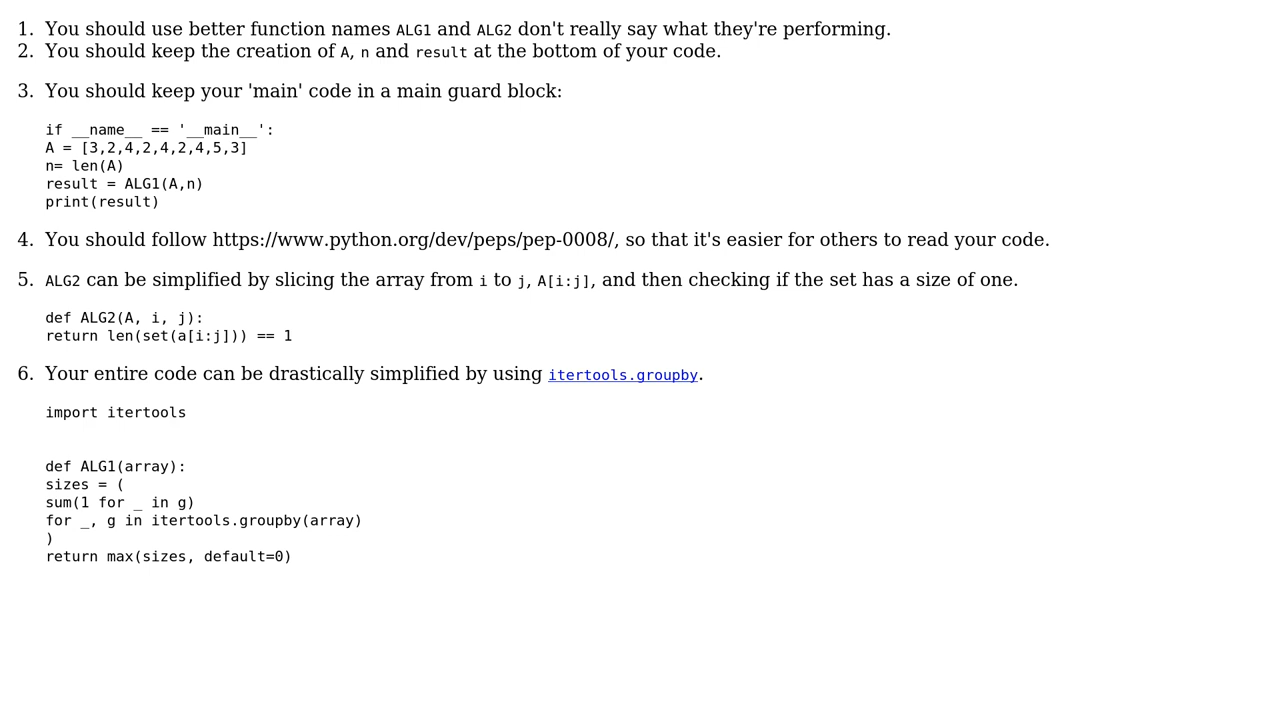 1. You should use better function names ALG1 and ALG2 don't really say what they're performing.
2. You should keep the creation of A, n and result at the bottom of your code.
3. You should keep your 'main' code in a main guard block:
if __name__ == '__main__':
A = [3,2,4,2,4,2,4,5,3]
n= len(A)
result = ALG1(A,n)
print(result)
4. You should follow https://www.python.org/dev/peps/pep-0008/, so that it's easier for others to read your code.
5. ALG2 can be simplified by slicing the array from i to j, A[i:j], and then checking if the set has a size of one.
def ALG2(A, i, j):
return len(set(a[i:j])) == 1
6. Your entire code can be drastically simplified by using itertools.groupby.
import itertools
def ALG1(array):
sizes = (
sum(1 for _ in g)
for _, g in itertools.groupby(array)
)
return max(sizes, default=0)